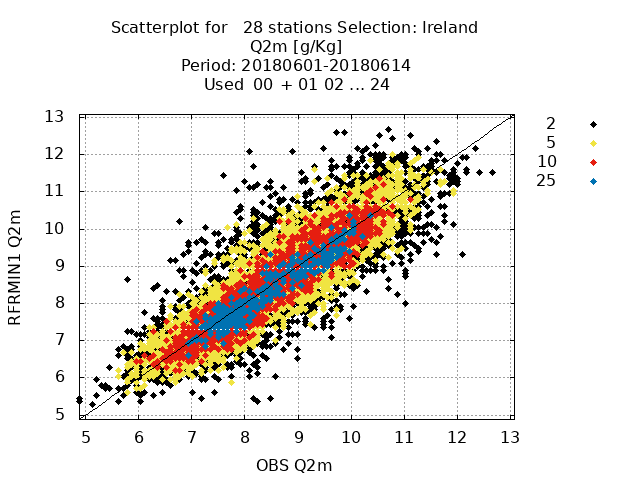 Scatterplot for 28 stations Selection: Ireland
Q2m [g/Kg]
Period: 20180601-20180614
Used 00 + 01 02 ... 24
2
5
10
25
RFRMIN1 Q2m
13
12
11
10
9
8
7
6
5
5 6 7 8 9 10 11 12 13
OBS Q2m